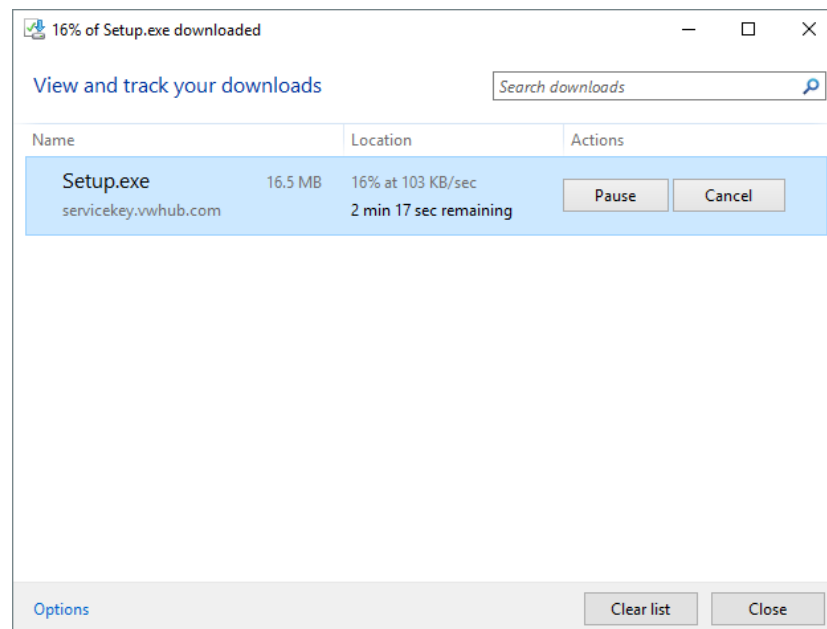 16% of Setup.exe downloaded
View and track your downloads
Search downloads
Name Location Actions
Setup.exe 16.5 MB 16% at 103 KB/sec Pause Cancel
servicekey.vwhub.com 2 min 17 sec remaining
Options Clear list Close